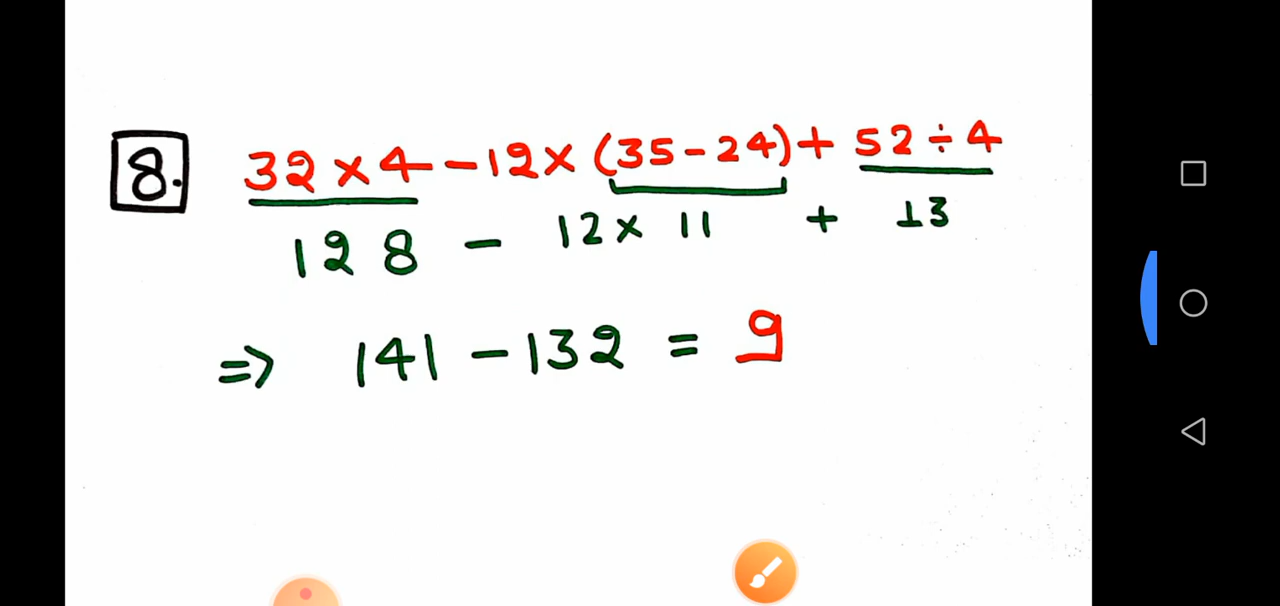 8. 32 × 4 - 12 × (35 - 24) + 52 ÷ 4
128 - 12 × 11 + 13
=> 141 - 132 = 9